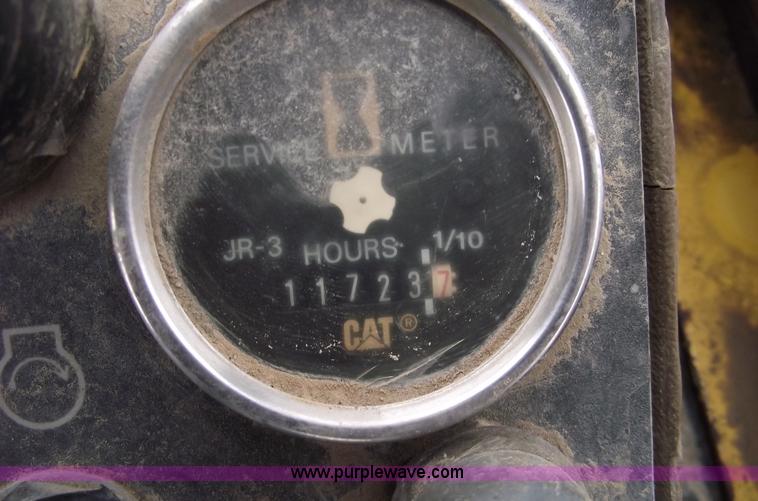 SERVICE METER
JR-3 HOURS 1/10
117237
CAT ®
www.purplewave.com